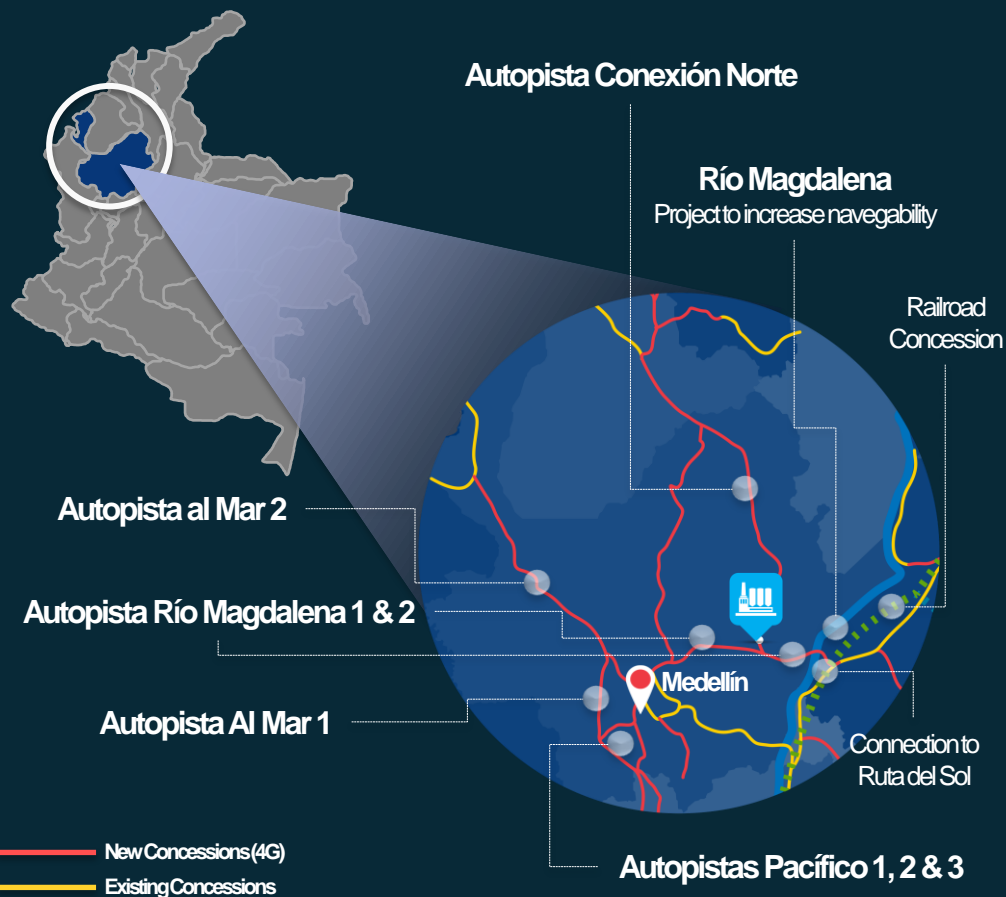 Autopista Conexión Norte
Río Magdalena
Project to increase navegability
Railroad
Concession
Autopista al Mar 2
Autopista Río Magdalena 1 & 2
Medellín
Autopista Al Mar 1
Connection to
Ruta del Sol
New Concessions (4G)
Autopistas Pacífico 1, 2 & 3
Existing Concessions